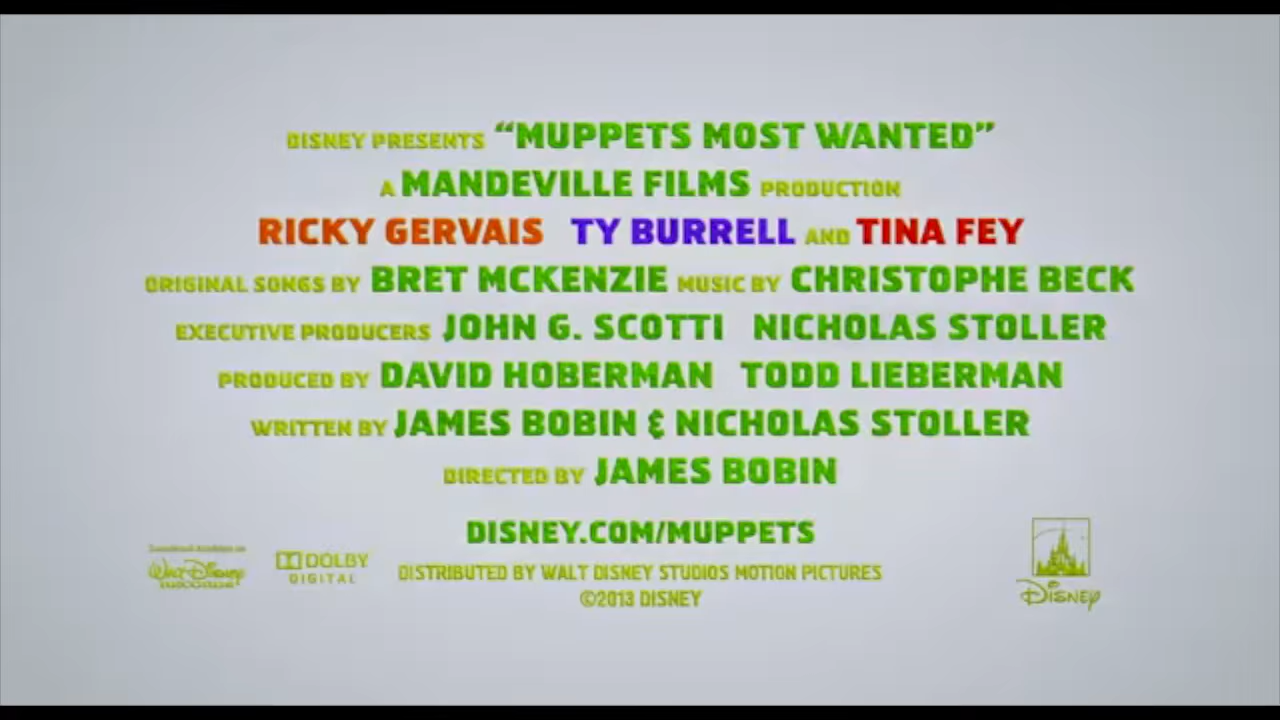 DISNEY PRESENTS “MUPPETS MOST WANTED”
A MANDEVILLE FILMS PRODUCTION
RICKY GERVAIS TY BURRELL AND TINA FEY
ORIGINAL SONGS BY BRET MCKENZIE MUSIC BY CHRISTOPHE BECK
EXECUTIVE PRODUCERS JOHN G. SCOTTI NICHOLAS STOLLER
PRODUCED BY DAVID HOBERMAN TODD LIEBERMAN
WRITTEN BY JAMES BOBIN & NICHOLAS STOLLER
DIRECTED BY JAMES BOBIN
DISNEY.COM/MUPPETS
Walt Disney
DOLBY
DIGITAL
DISTRIBUTED BY WALT DISNEY STUDIOS MOTION PICTURES
©2013 DISNEY
Disney